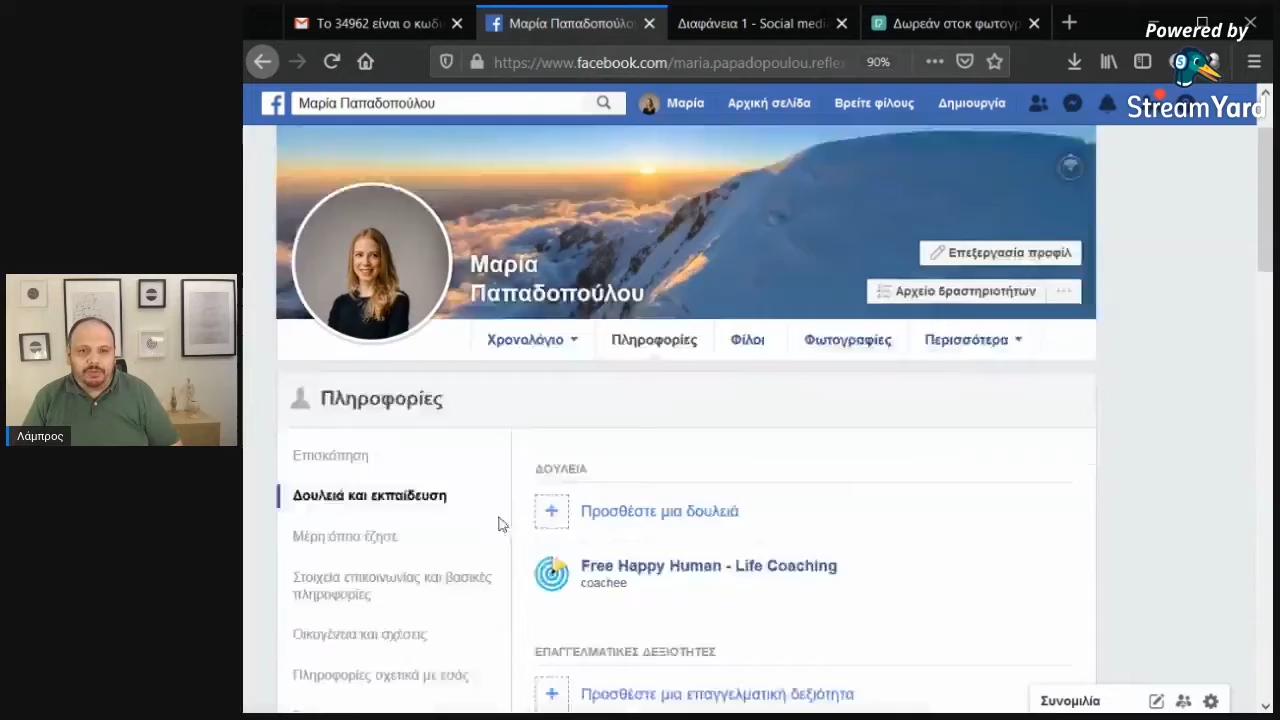 Το 34962 είναι ο κωδι
Μαρία Παπαδοπούλου
Διαφάνεια 1 - Social medi
Δωρεάν στοκ φωτογρ
Powered by
StreamYard
https://www.facebook.com/maria.papadopoulou.refle
90%
Μαρία Παπαδοπούλου
Μαρία
Αρχική σελίδα
Βρείτε φίλους
Δημιουργία
Μαρία
Παπαδοπούλου
Επεξεργασία προφίλ
Αρχείο δραστηριοτήτων
Χρονολόγιο
Πληροφορίες
Φίλοι
Φωτογραφίες
Περισσότερα
Πληροφορίες
Επισκόπηση
Δουλειά και εκπαίδευση
Μέρη όπου έζησε
Στοιχεία επικοινωνίας και βασικές
πληροφορίες
Οικογένεια και σχέσεις
Πληροφορίες σχετικά με εσάς
ΔΟΥΛΕΙΑ
Προσθέστε μια δουλειά
Free Happy Human - Life Coaching
coachee
ΕΠΑΓΓΕΛΜΑΤΙΚΕΣ ΔΕΞΙΟΤΗΤΕΣ
Προσθέστε μια επαγγελματική δεξιότητα
Συνομιλία
Λάμπρος